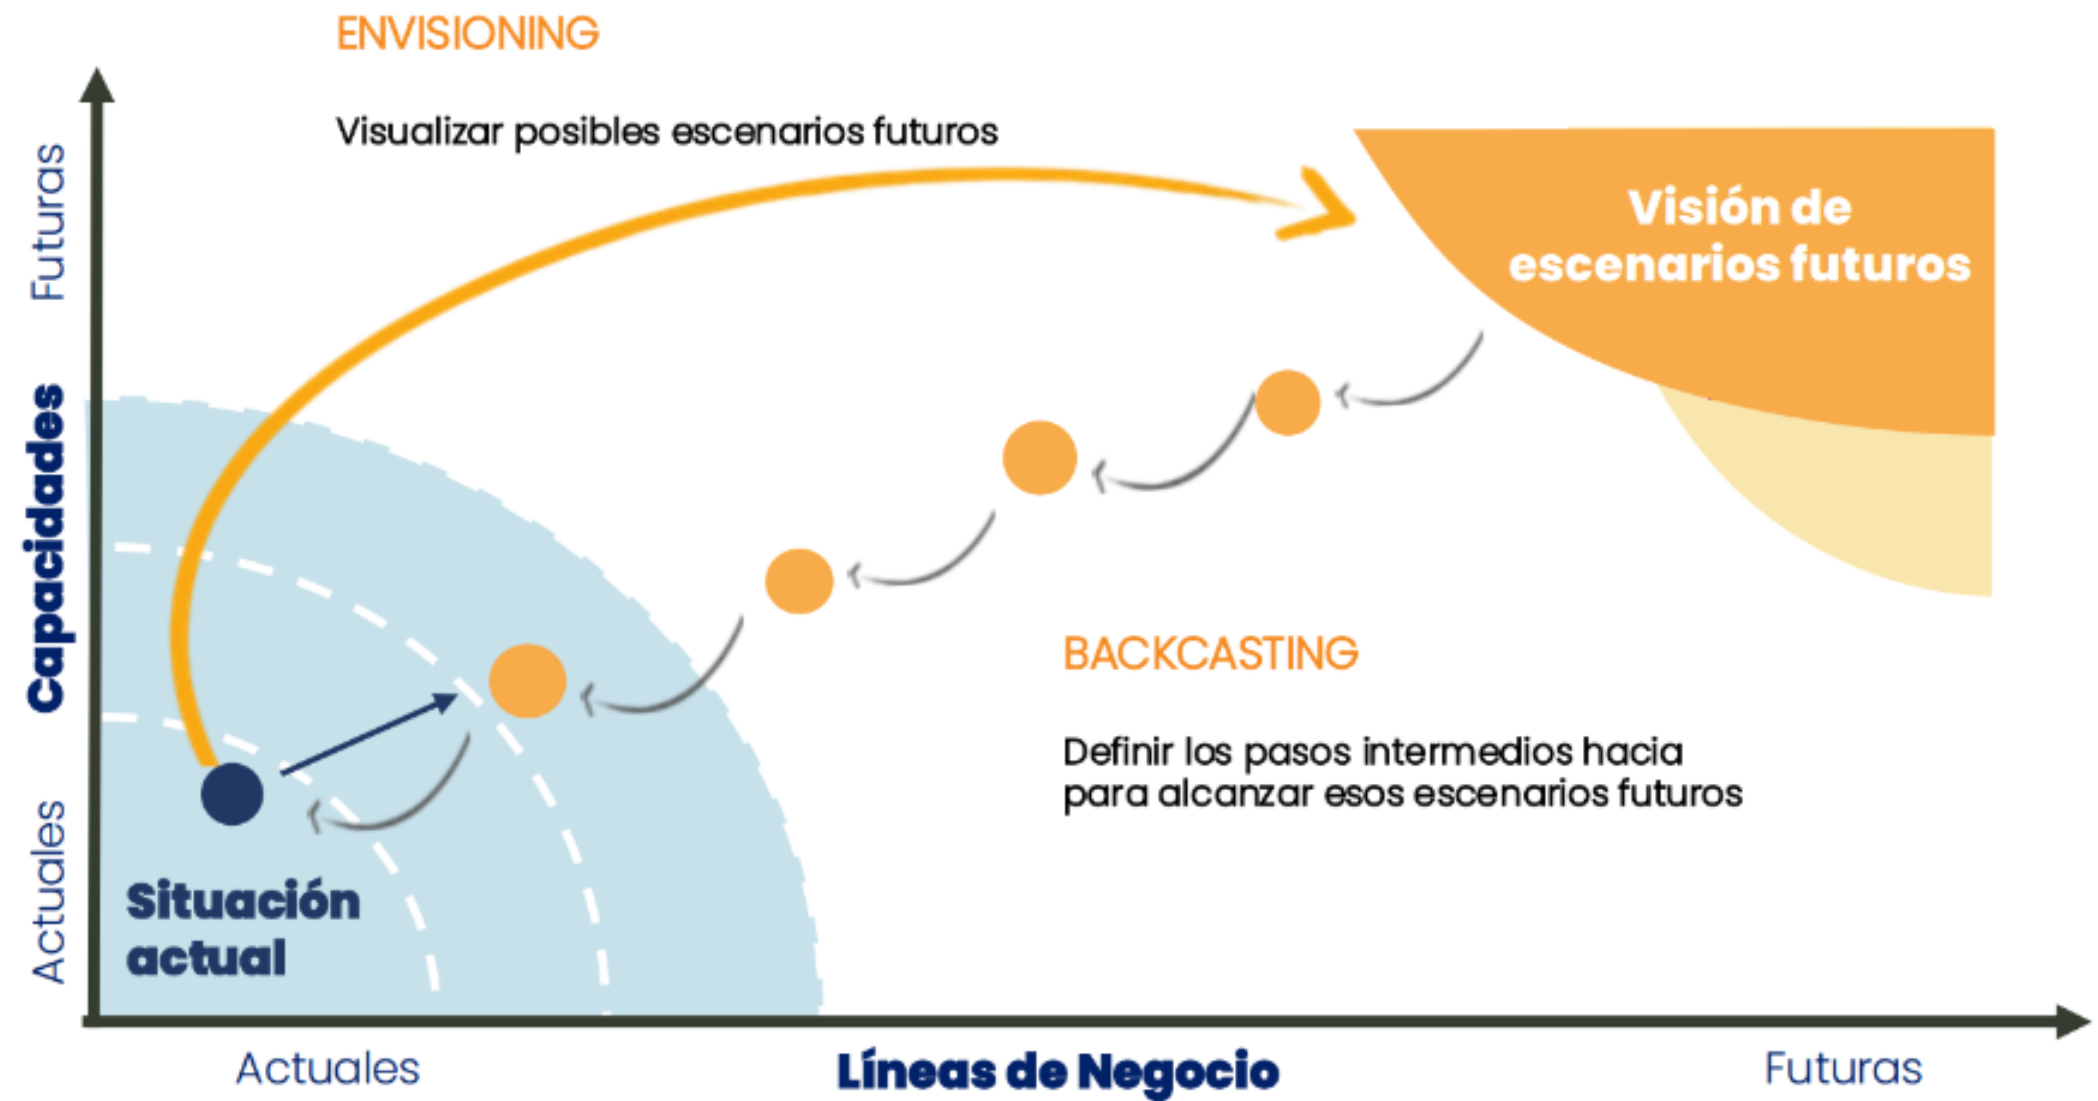 ENVISIONING
Visualizar posibles escenarios futuros
Futuras
Capacidades
Actuales
Visión de
escenarios futuros
BACKCASTING
Definir los pasos intermedios hacia
para alcanzar esos escenarios futuros
Situación
actual
Actuales
Líneas de Negocio
Futuras